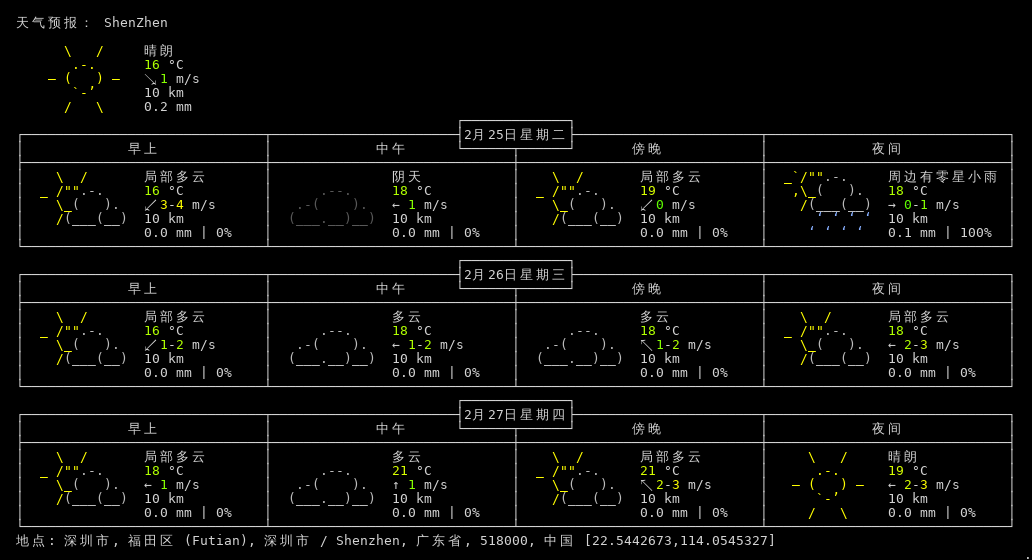 天气预报： ShenZhen
晴朗
16 °C
↘ 1 m/s
10 km
0.2 mm
2月25日星期二
早上 中午 傍晚 夜间
局部多云 阴天 局部多云 周边有零星小雨
16 °C 18 °C 19 °C 18 °C
↙ 3-4 m/s ← 1 m/s ↙ 0 m/s → 0-1 m/s
10 km 10 km 10 km 10 km
0.0 mm | 0% 0.0 mm | 0% 0.0 mm | 0% 0.1 mm | 100%
2月26日星期三
早上 中午 傍晚 夜间
局部多云 多云 多云 局部多云
16 °C 18 °C 18 °C 18 °C
↙ 1-2 m/s ← 1-2 m/s ↖ 1-2 m/s ← 2-3 m/s
10 km 10 km 10 km 10 km
0.0 mm | 0% 0.0 mm | 0% 0.0 mm | 0% 0.0 mm | 0%
2月27日星期四
早上 中午 傍晚 夜间
局部多云 多云 局部多云 晴朗
18 °C 21 °C 21 °C 19 °C
← 1 m/s ↑ 1 m/s ↖ 2-3 m/s ← 2-3 m/s
10 km 10 km 10 km 10 km
0.0 mm | 0% 0.0 mm | 0% 0.0 mm | 0% 0.0 mm | 0%
地点: 深圳市, 福田区 (Futian), 深圳市 / Shenzhen, 广东省, 518000, 中国 [22.5442673,114.0545327]